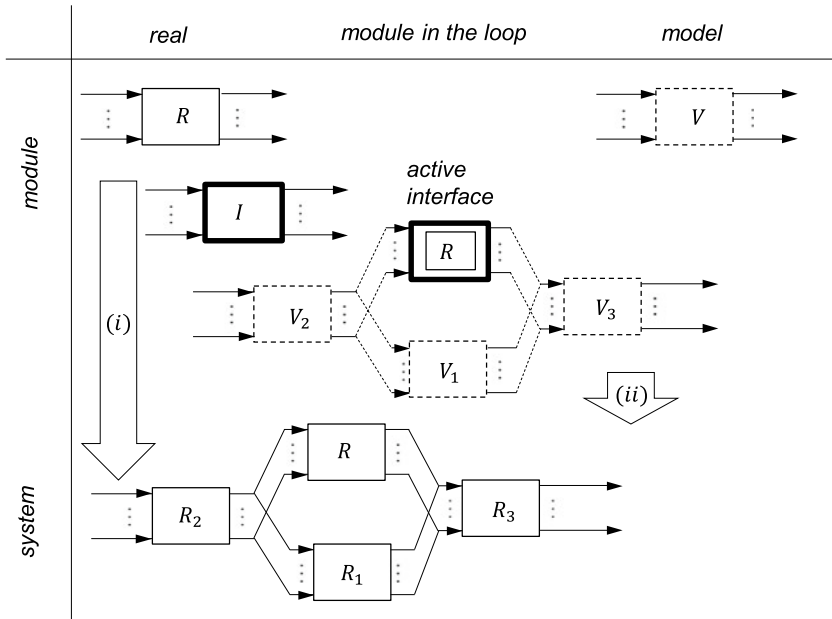 real
module in the loop
model
module
R
V
active
interface
I
R
(i)
V₂
V₃
V₁
(ii)
system
R
R₂
R₃
R₁